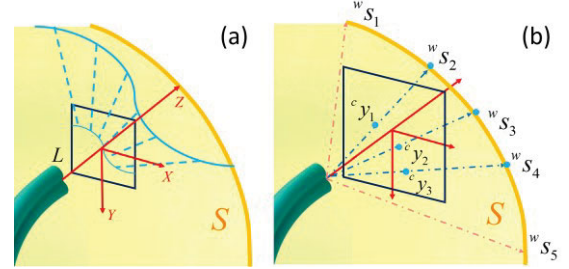 (a)
Z
L
X
Y
S
(b)
ʷs₁
ʷs₂
ᶜy₁
ʷs₃
ᶜy₂
ʷs₄
ᶜy₃
S
ʷs₅